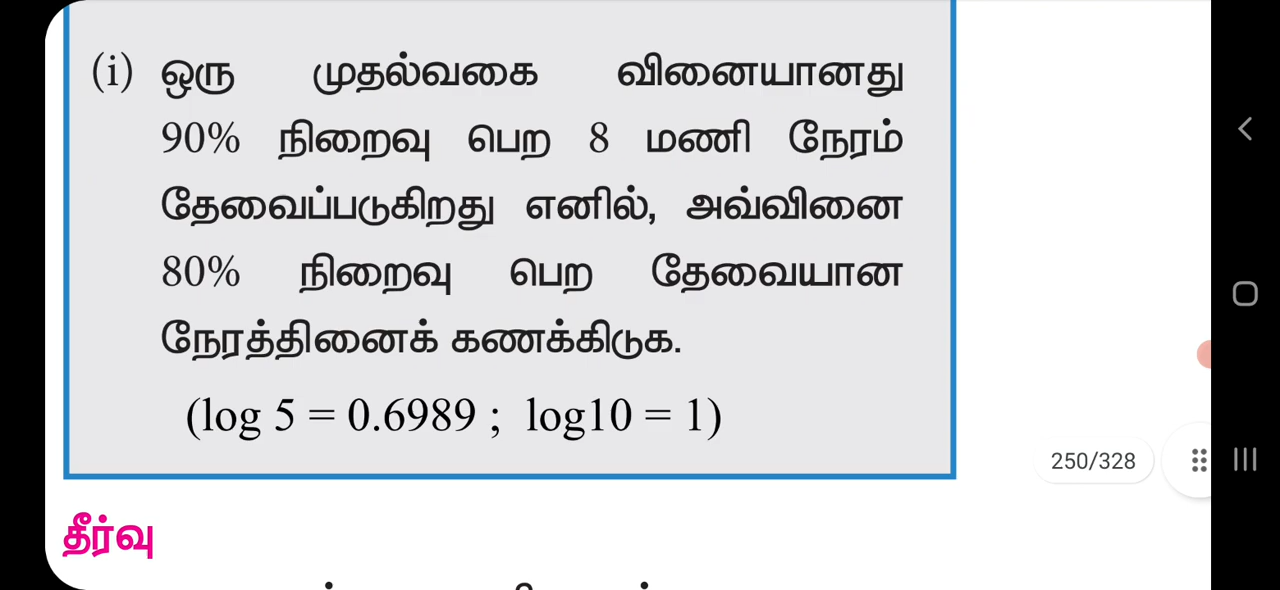 (i) ஒரு முதல்வகை வினையானது
90% நிறைவு பெற 8 மணி நேரம்
தேவைப்படுகிறது எனில், அவ்வினை
80% நிறைவு பெற தேவையான
நேரத்தினைக் கணக்கிடுக.
(log 5 = 0.6989 ; log10 = 1)
250/328
தீர்வு